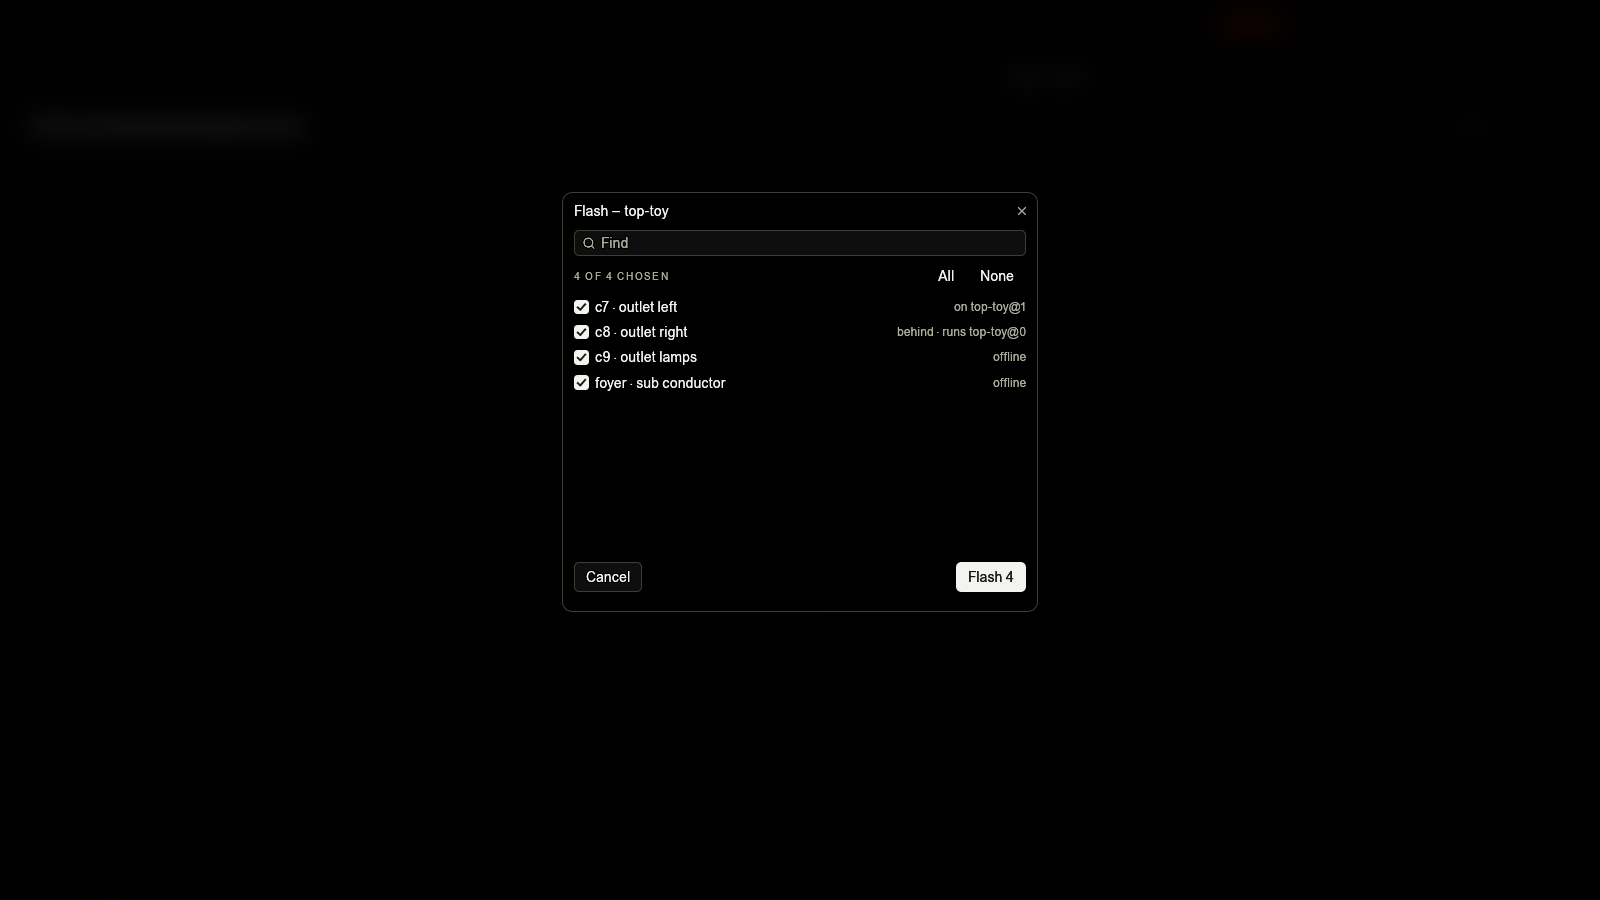 Flash – top-toy
Find
4 OF 4 CHOSEN All None
c7 · outlet left on top-toy@1
c8 · outlet right behind · runs top-toy@0
c9 · outlet lamps offline
foyer · sub conductor offline
Cancel Flash 4